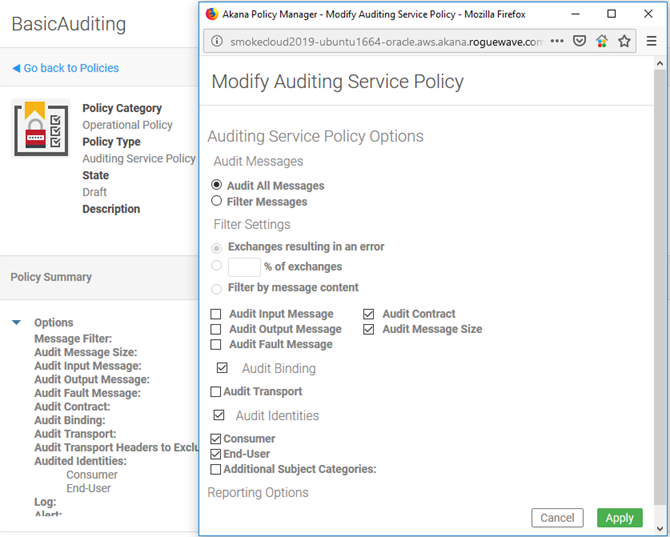 BasicAuditing
Go back to Policies
Policy Category
Operational Policy
Policy Type
Auditing Service Policy
State
Draft
Description
Policy Summary
Options
Message Filter:
Audit Message Size:
Audit Input Message:
Audit Output Message:
Audit Fault Message:
Audit Contract:
Audit Binding:
Audit Transport:
Audit Transport Headers to Exclu
Audited Identities:
Consumer
End-User
Log:
Alert:
Akana Policy Manager - Modify Auditing Service Policy - Mozilla Firefox
smokecloud2019-ubuntu1664-oracle.aws.akana.roguewave.com
Modify Auditing Service Policy
Auditing Service Policy Options
Audit Messages
Audit All Messages
Filter Messages
Filter Settings
Exchanges resulting in an error
% of exchanges
Filter by message content
Audit Input Message Audit Contract
Audit Output Message Audit Message Size
Audit Fault Message
Audit Binding
Audit Transport
Audit Identities
Consumer
End-User
Additional Subject Categories:
Reporting Options
Cancel Apply